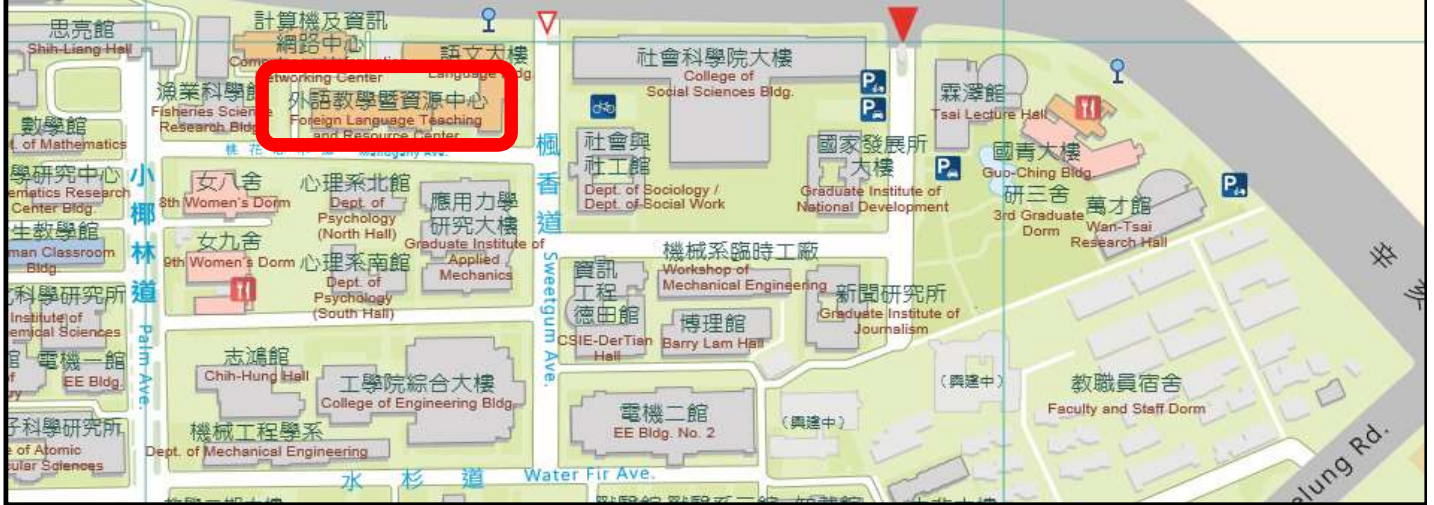 思亮館
Shih-Liang Hall
計算機及資訊
網路中心
Networking Center
語文大樓
Language Bldg.
漁業科學館
Fisheries Science
Research Bldg.
外語教學暨資源中心
Foreign Language Teaching
and Resource Center
Mahogany Ave.
數學館
of Mathematics
學研究中心
ematics Research
Center Bldg.
生教學館
man Classroom
Bldg.
科學研究所
Institute of
emical Sciences
電機一館
EE Bldg.
子科學研究所
e of Atomic
cular Sciences
小椰林道
Palm Ave.
女八舍
8th Women's Dorm
女九舍
9th Women's Dorm
心理系北館
Dept. of
Psychology
(North Hall)
心理系南館
Dept. of
Psychology
(South Hall)
應用力學
研究大樓
Graduate Institute of
Applied
Mechanics
志鴻館
Chih-Hung Hall
工學院綜合大樓
College of Engineering Bldg.
機械工程學系
Dept. of Mechanical Engineering
水杉道
Water Fir Ave.
楓香道
Sweetgum Ave.
社會科學院大樓
College of
Social Sciences Bldg.
社會與
社工館
Dept. of Sociology /
Dept. of Social Work
P
P
P
P
國家發展所
大樓
Graduate Institute of
National Development
霖澤館
Tsai Lecture Hall
國青大樓
Guo-Ching Bldg.
研三舍
3rd Graduate
Dorm
萬才館
Wan-Tsai
Research Hall
機械系臨時工廠
Workshop of
Mechanical Engineering
資訊
工程
德田館
CSIE-DerTian
Hall
博理館
Barry Lam Hall
新聞研究所
Graduate Institute of
Journalism
電機二館
EE Bldg. No. 2
(興建中)
(興建中)
教職員宿舍
Faculty and Staff Dorm
辛
elung Rd.